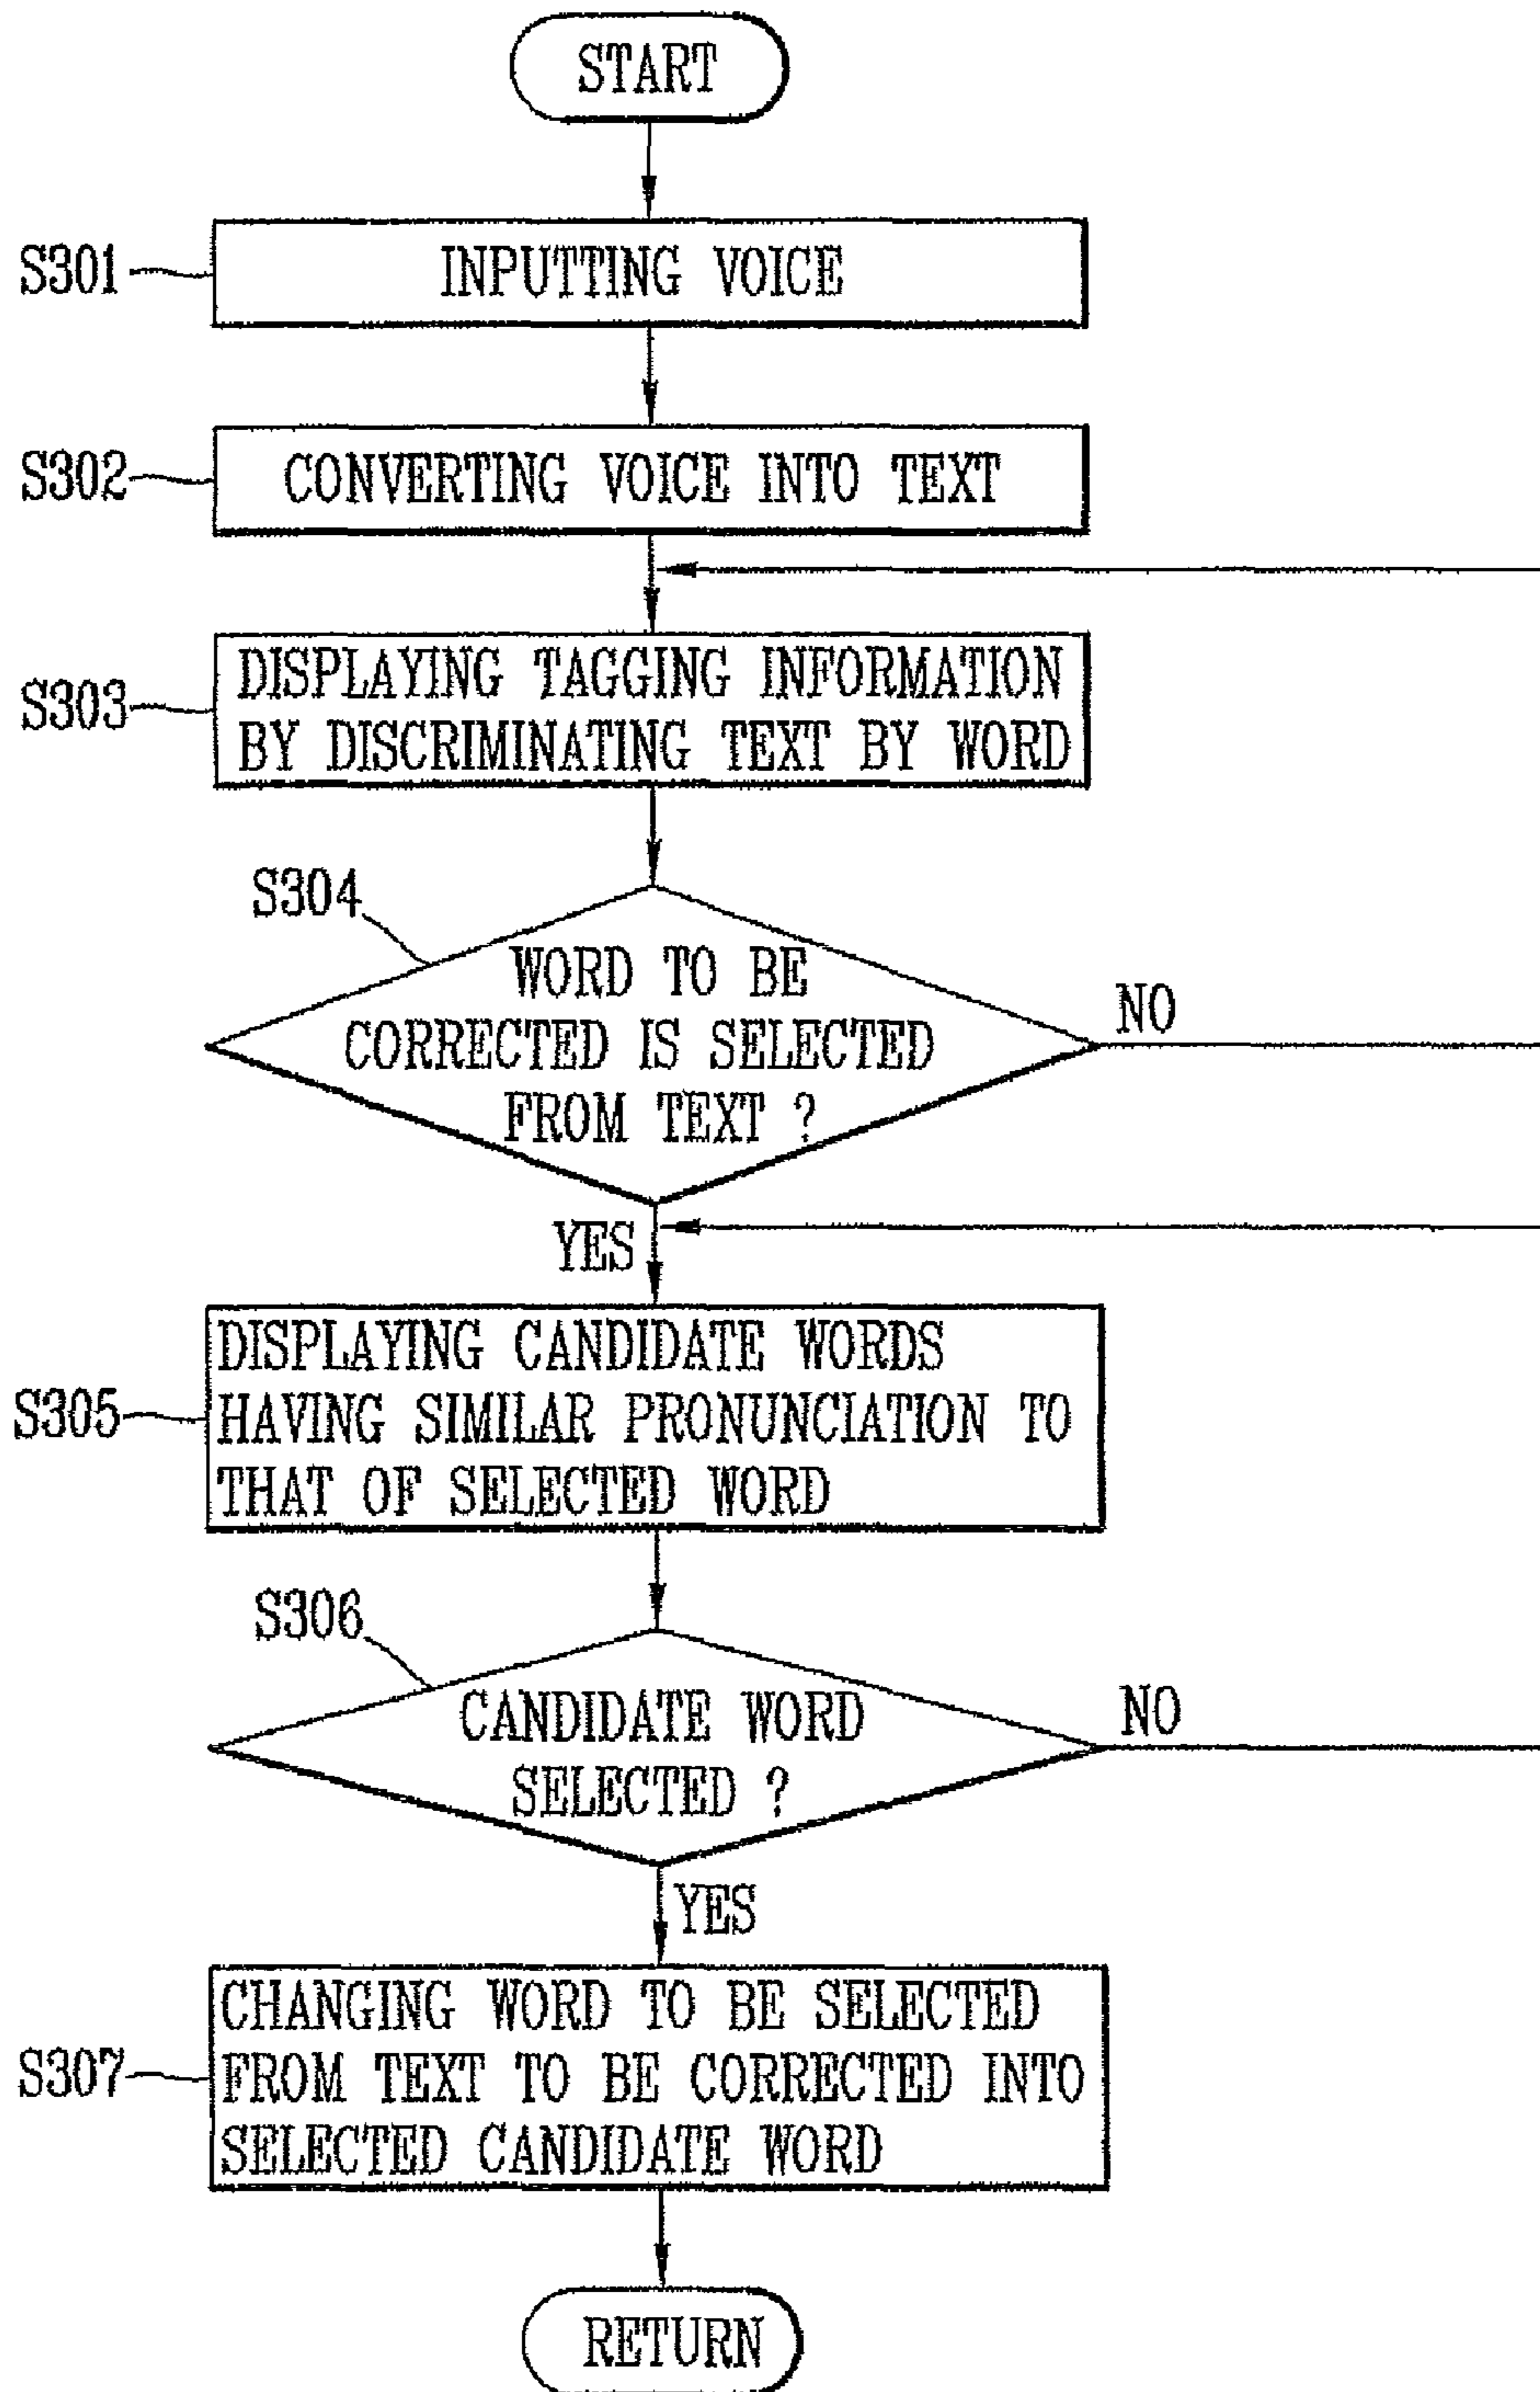 START
S301
INPUTTING VOICE
S302
CONVERTING VOICE INTO TEXT
S303
DISPLAYING TAGGING INFORMATION
BY DISCRIMINATING TEXT BY WORD
S304
WORD TO BE
CORRECTED IS SELECTED
FROM TEXT ?
NO
YES
S305
DISPLAYING CANDIDATE WORDS
HAVING SIMILAR PRONUNCIATION TO
THAT OF SELECTED WORD
S306
CANDIDATE WORD
SELECTED ?
NO
YES
S307
CHANGING WORD TO BE SELECTED
FROM TEXT TO BE CORRECTED INTO
SELECTED CANDIDATE WORD
RETURN